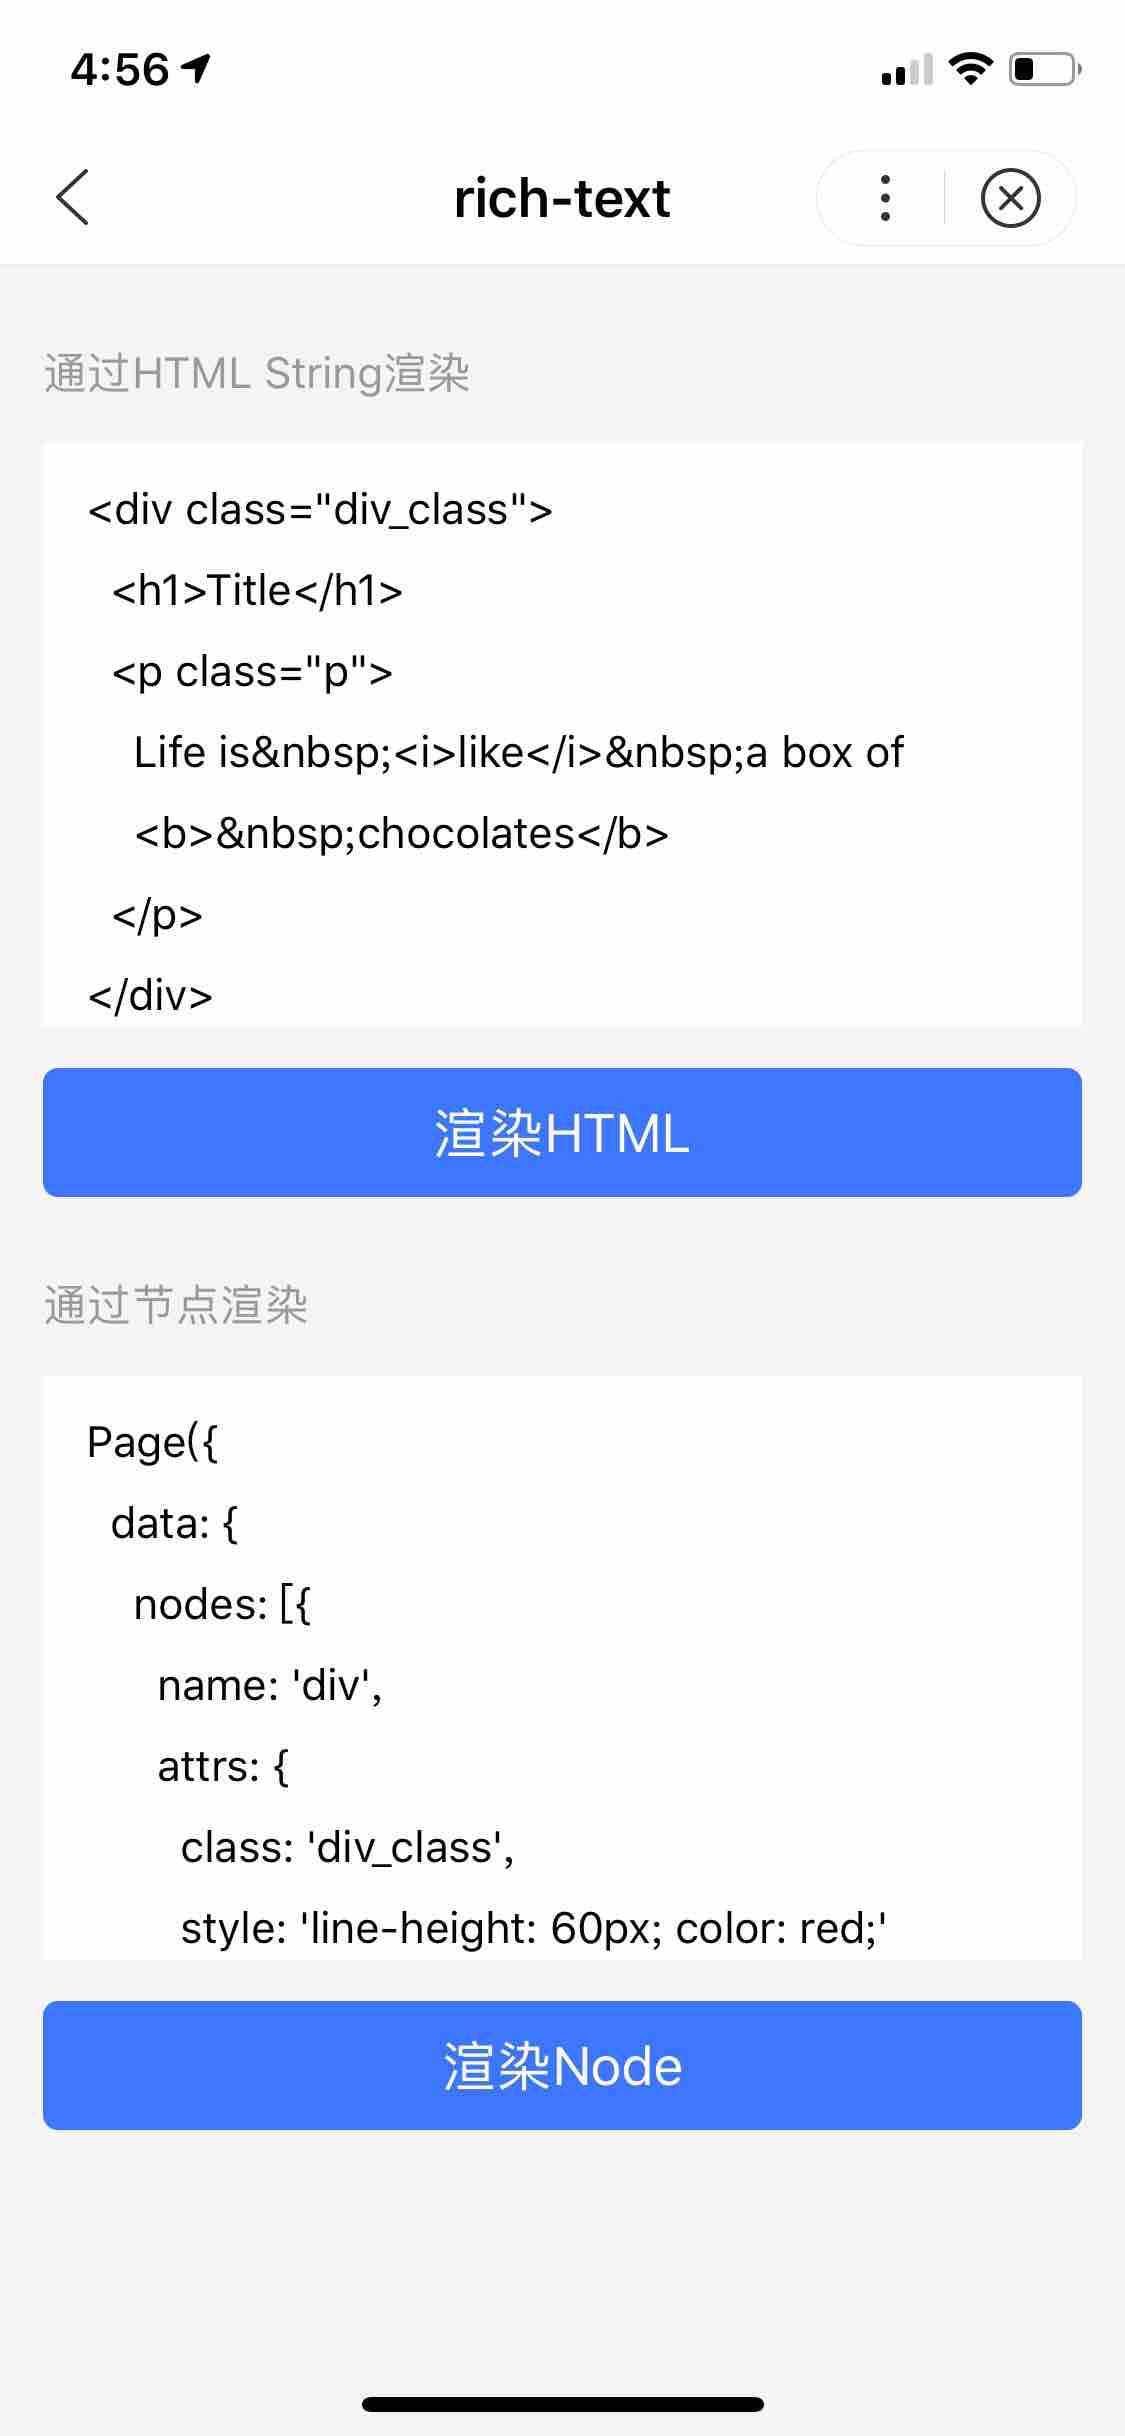 4:56
rich-text
通过HTML String渲染
<div class="div_class">
  <h1>Title</h1>
  <p class="p">
    Life is&nbsp;<i>like</i>&nbsp;a box of
    <b>&nbsp;chocolates</b>
  </p>
</div>
渲染HTML
通过节点渲染
Page({
  data: {
    nodes: [{
      name: 'div',
      attrs: {
        class: 'div_class',
        style: 'line-height: 60px; color: red;'
渲染Node